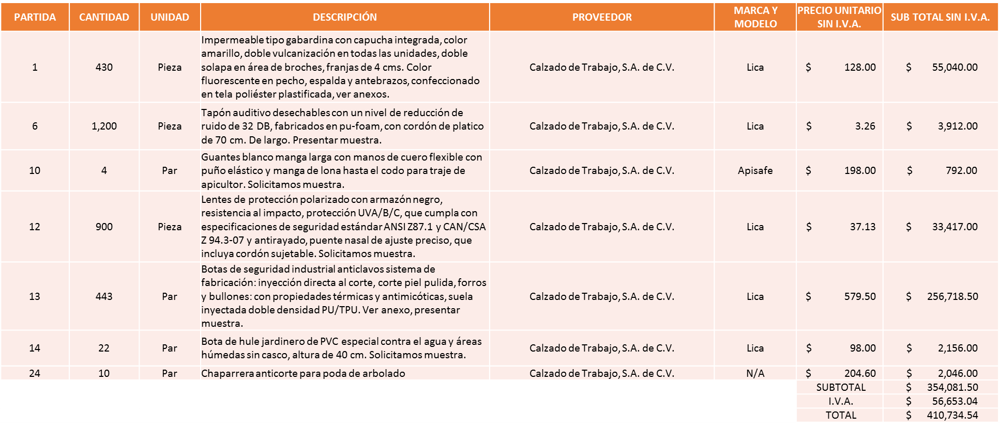 PARTIDA CANTIDAD UNIDAD DESCRIPCIÓN PROVEEDOR MARCA Y MODELO PRECIO UNITARIO SIN I.V.A. SUB TOTAL SIN I.V.A.
1 430 Pieza
Impermeable tipo gabardina con capucha integrada, color
amarillo, doble vulcanización en todas las unidades, doble
solapa en área de broches, franjas de 4 cms. Color
fluorescente en pecho, espalda y antebrazos, confeccionado
en tela poliéster plastificada, ver anexos.
Calzado de Trabajo, S.A. de C.V. Lica $ 128.00 $ 55,040.00
6 1,200 Pieza
Tapón auditivo desechables con un nivel de reducción de
ruido de 32 DB, fabricados en pu-foam, con cordón de platico
de 70 cm. De largo. Presentar muestra.
Calzado de Trabajo, S.A. de C.V. Lica $ 3.26 $ 3,912.00
10 4 Par
Guantes blanco manga larga con manos de cuero flexible con
puño elástico y manga de lona hasta el codo para traje de
apicultor. Solicitamos muestra.
Calzado de Trabajo, S.A. de C.V. Apisafe $ 198.00 $ 792.00
12 900 Pieza
Lentes de protección polarizado con armazón negro,
resistencia al impacto, protección UVA/B/C, que cumpla con
especificaciones de seguridad estándar ANSI Z87.1 y CAN/CSA
Z 94.3-07 y antirayado, puente nasal de ajuste preciso, que
incluya cordón sujetable. Solicitamos muestra.
Calzado de Trabajo, S.A. de C.V. Lica $ 37.13 $ 33,417.00
13 443 Par
Botas de seguridad industrial anticlavos sistema de
fabricación: inyección directa al corte, corte piel pulida, forros
y bullones: con propiedades térmicas y antimicóticas, suela
inyectada doble densidad PU/TPU. Ver anexo, presentar
muestra.
Calzado de Trabajo, S.A. de C.V. Lica $ 579.50 $ 256,718.50
14 22 Par
Bota de hule jardinero de PVC especial contra el agua y áreas
húmedas sin casco, altura de 40 cm. Solicitamos muestra.
Calzado de Trabajo, S.A. de C.V. Lica $ 98.00 $ 2,156.00
24 10 Par Chaparrera anticorte para poda de arbolado Calzado de Trabajo, S.A. de C.V. N/A $ 204.60 $ 2,046.00
SUBTOTAL $ 354,081.50
I.V.A. $ 56,653.04
TOTAL $ 410,734.54